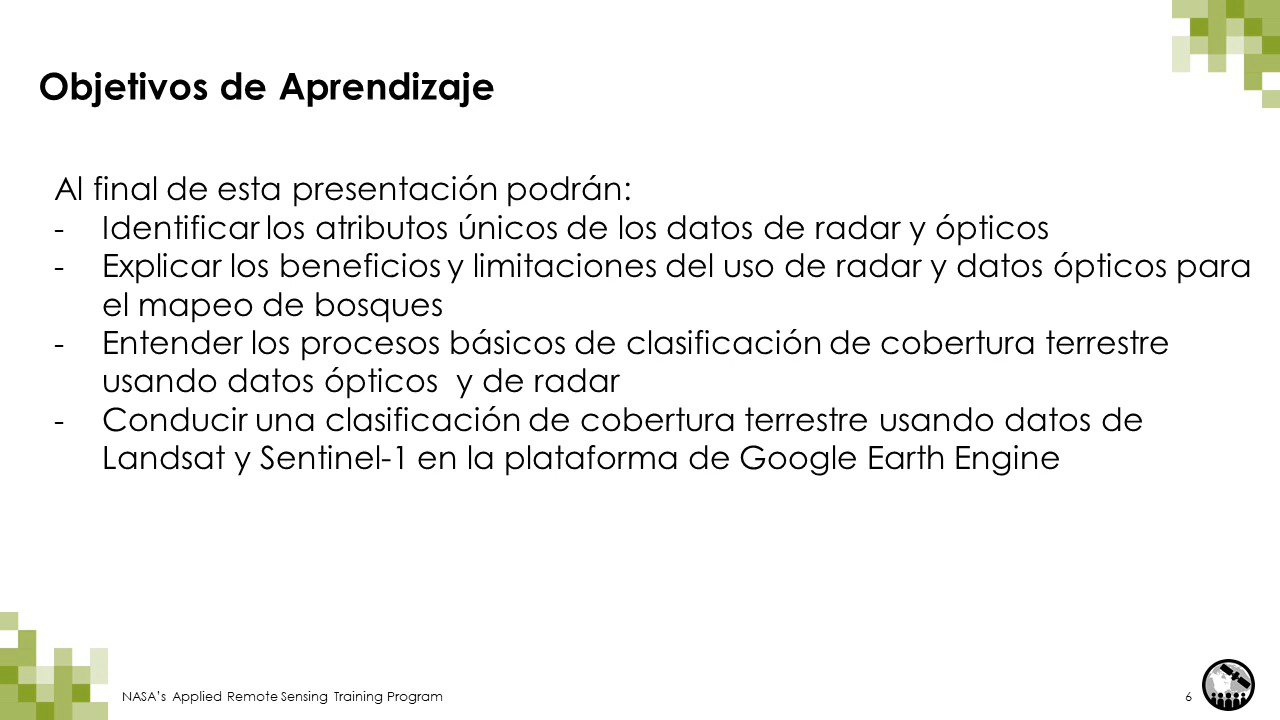 Objetivos de Aprendizaje
Al final de esta presentación podrán:
- Identificar los atributos únicos de los datos de radar y ópticos
- Explicar los beneficios y limitaciones del uso de radar y datos ópticos para
el mapeo de bosques
- Entender los procesos básicos de clasificación de cobertura terrestre
usando datos ópticos  y de radar
- Conducir una clasificación de cobertura terrestre usando datos de
Landsat y Sentinel-1 en la plataforma de Google Earth Engine
NASA's Applied Remote Sensing Training Program
6